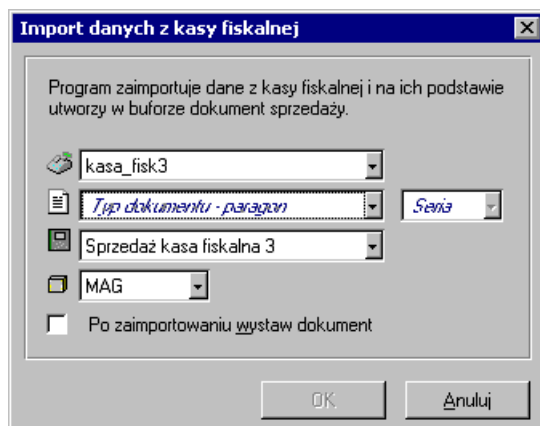 Import danych z kasy fiskalnej
Program zaimportuje dane z kasy fiskalnej i na ich podstawie
utworzy w buforze dokument sprzedaży.
kasa_fisk3
Typ dokumentu - paragon Seria
Sprzedaż kasa fiskalna 3
MAG
Po zaimportowaniu wystaw dokument
OK Anuluj